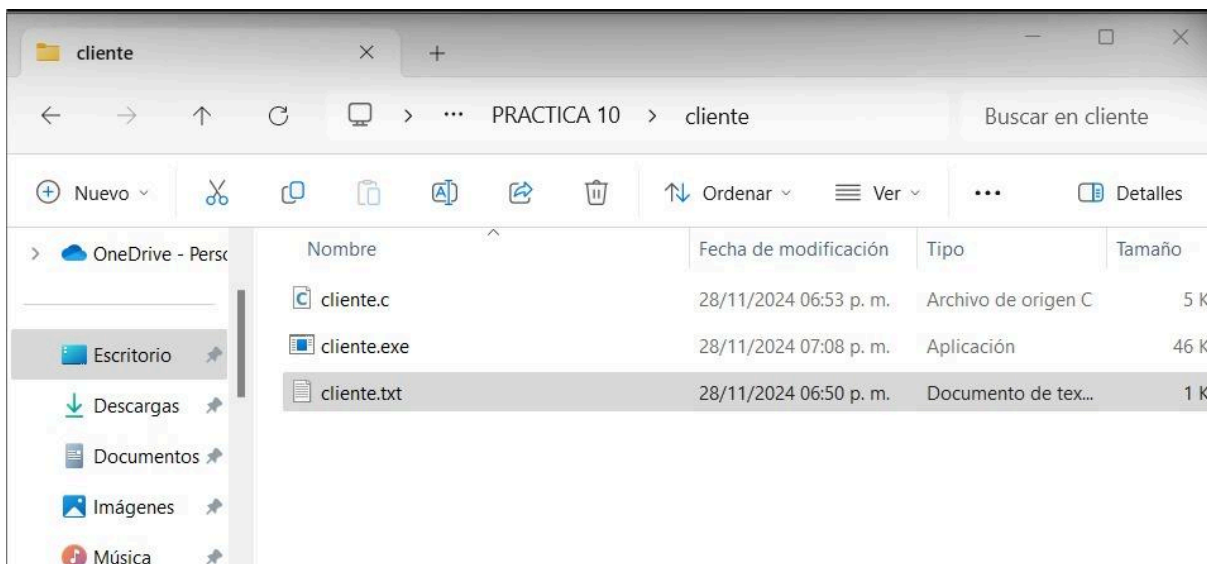 cliente
PRACTICA 10 > cliente Buscar en cliente
Nuevo Ordenar Ver ... Detalles
OneDrive - Perso Nombre Fecha de modificación Tipo Tamaño
cliente.c 28/11/2024 06:53 p. m. Archivo de origen C 5 K
Escritorio cliente.exe 28/11/2024 07:08 p. m. Aplicación 46 K
Descargas cliente.txt 28/11/2024 06:50 p. m. Documento de tex... 1 K
Documentos
Imágenes
Música